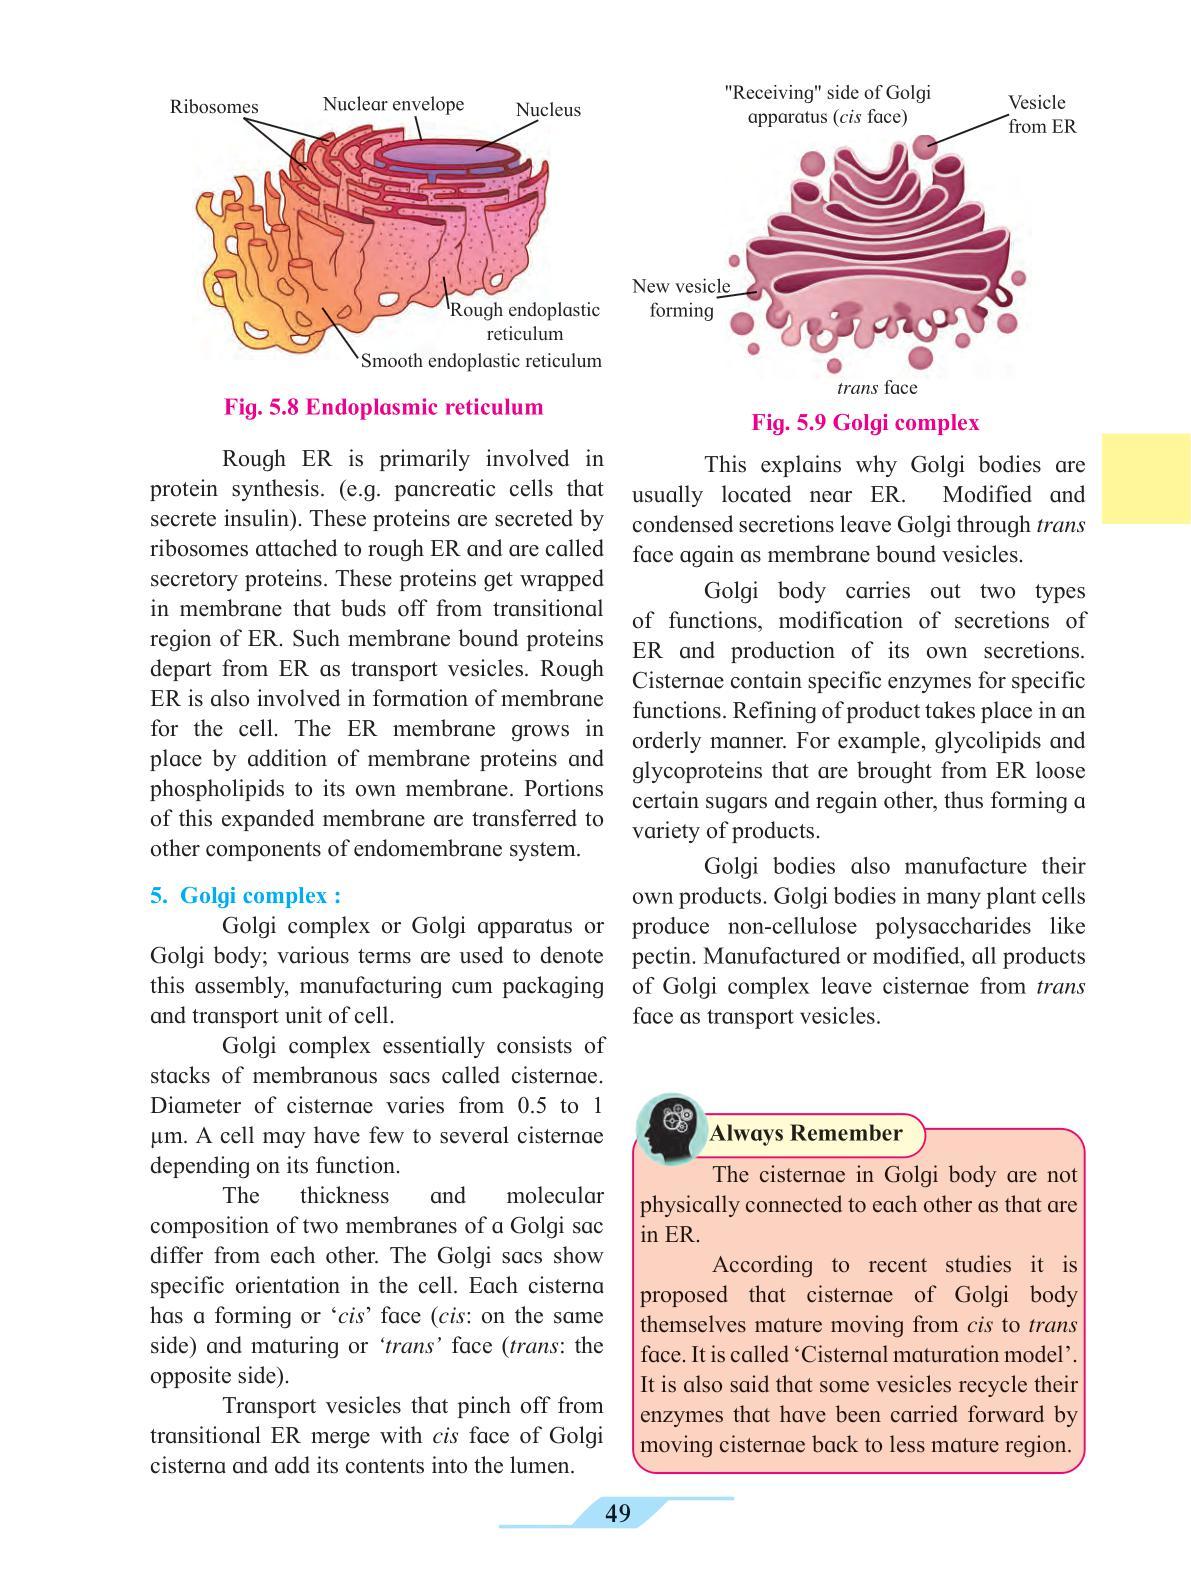 Ribosomes
Nuclear envelope
Nucleus
Rough endoplastic
reticulum
Smooth endoplastic reticulum
Fig. 5.8 Endoplasmic reticulum
Rough ER is primarily involved in
protein synthesis. (e.g. pancreatic cells that
secrete insulin). These proteins are secreted by
ribosomes attached to rough ER and are called
secretory proteins. These proteins get wrapped
in membrane that buds off from transitional
region of ER. Such membrane bound proteins
depart from ER as transport vesicles. Rough
ER is also involved in formation of membrane
for the cell. The ER membrane grows in
place by addition of membrane proteins and
phospholipids to its own membrane. Portions
of this expanded membrane are transferred to
other components of endomembrane system.
5. Golgi complex :
Golgi complex or Golgi apparatus or
Golgi body; various terms are used to denote
this assembly, manufacturing cum packaging
and transport unit of cell.
Golgi complex essentially consists of
stacks of membranous sacs called cisternae.
Diameter of cisternae varies from 0.5 to 1
µm. A cell may have few to several cisternae
depending on its function.
The thickness and molecular
composition of two membranes of a Golgi sac
differ from each other. The Golgi sacs show
specific orientation in the cell. Each cisterna
has a forming or ‘cis’ face (cis: on the same
side) and maturing or ‘trans’ face (trans: the
opposite side).
Transport vesicles that pinch off from
transitional ER merge with cis face of Golgi
cisterna and add its contents into the lumen.
"Receiving" side of Golgi
apparatus (cis face)
Vesicle
from ER
New vesicle
forming
trans face
Fig. 5.9 Golgi complex
This explains why Golgi bodies are
usually located near ER. Modified and
condensed secretions leave Golgi through trans
face again as membrane bound vesicles.
Golgi body carries out two types
of functions, modification of secretions of
ER and production of its own secretions.
Cisternae contain specific enzymes for specific
functions. Refining of product takes place in an
orderly manner. For example, glycolipids and
glycoproteins that are brought from ER loose
certain sugars and regain other, thus forming a
variety of products.
Golgi bodies also manufacture their
own products. Golgi bodies in many plant cells
produce non-cellulose polysaccharides like
pectin. Manufactured or modified, all products
of Golgi complex leave cisternae from trans
face as transport vesicles.
Always Remember
The cisternae in Golgi body are not
physically connected to each other as that are
in ER.
According to recent studies it is
proposed that cisternae of Golgi body
themselves mature moving from cis to trans
face. It is called ‘Cisternal maturation model’.
It is also said that some vesicles recycle their
enzymes that have been carried forward by
moving cisternae back to less mature region.
49